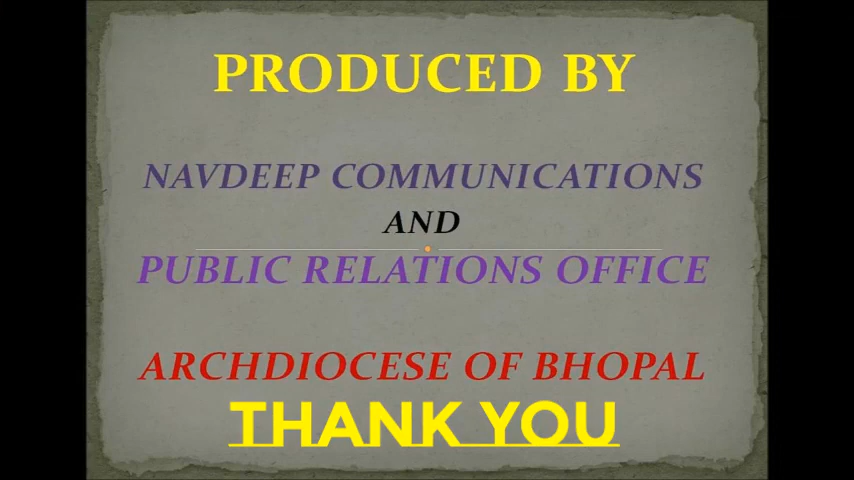 PRODUCED BY
NAVDEEP COMMUNICATIONS
AND
PUBLIC RELATIONS OFFICE
ARCHDIOCESE OF BHOPAL
THANK YOU